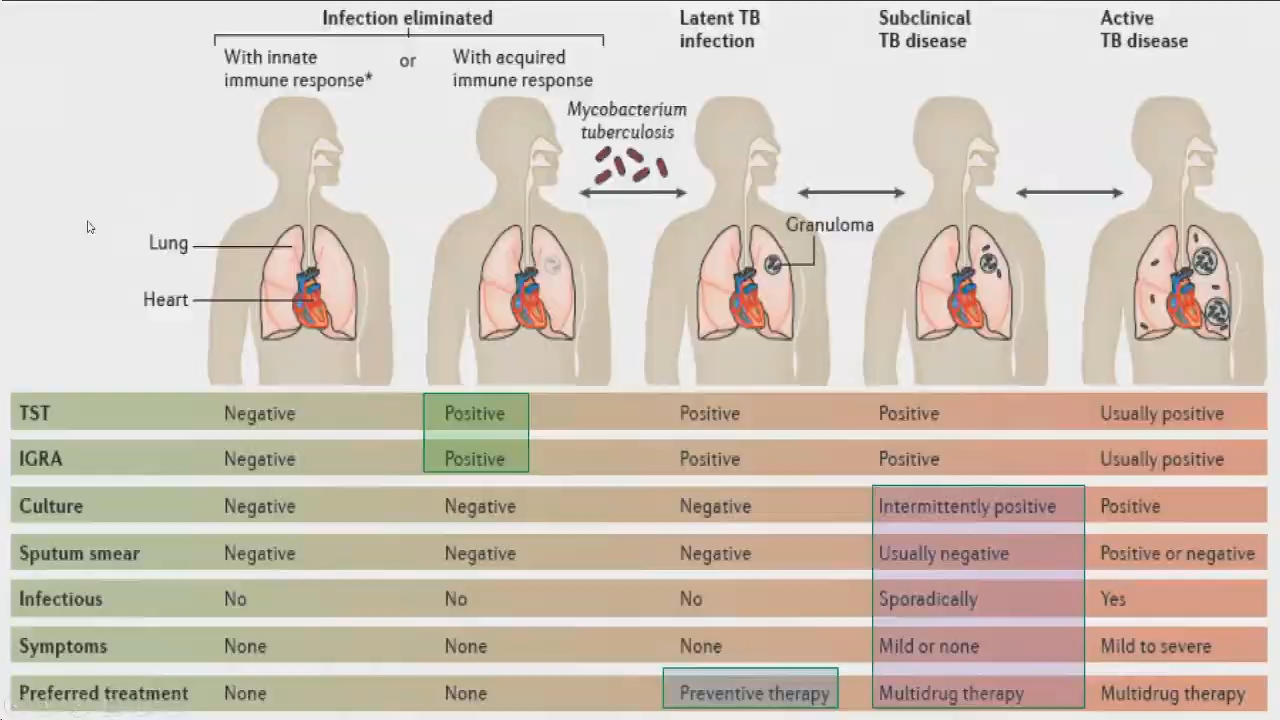 Infection eliminated
With innate
immune response*
or
With acquired
immune response
Latent TB
infection
Subclinical
TB disease
Active
TB disease
Mycobacterium
tuberculosis
Granuloma
Lung
Heart
TST Negative Positive Positive Positive Usually positive
IGRA Negative Positive Positive Positive Usually positive
Culture Negative Negative Negative Intermittently positive Positive
Sputum smear Negative Negative Negative Usually negative Positive or negative
Infectious No No No Sporadically Yes
Symptoms None None None Mild or none Mild to severe
Preferred treatment None None Preventive therapy Multidrug therapy Multidrug therapy